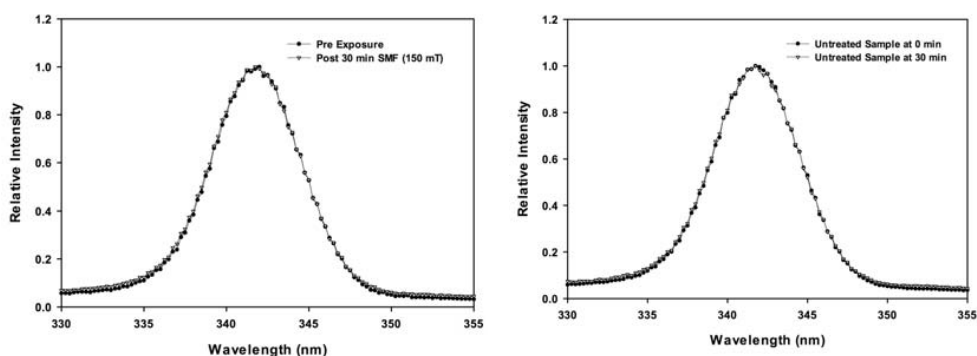 1.2
Pre Exposure
Post 30 min SMF (150 mT)
1.0
0.8
0.6
0.4
0.2
0.0
Relative Intensity
330 335 340 345 350 355
Wavelength (nm)
1.2
Untreated Sample at 0 min
Untreated Sample at 30 min
1.0
0.8
0.6
0.4
0.2
0.0
Relative Intensity
330 335 340 345 350 355
Wavelength (nm)